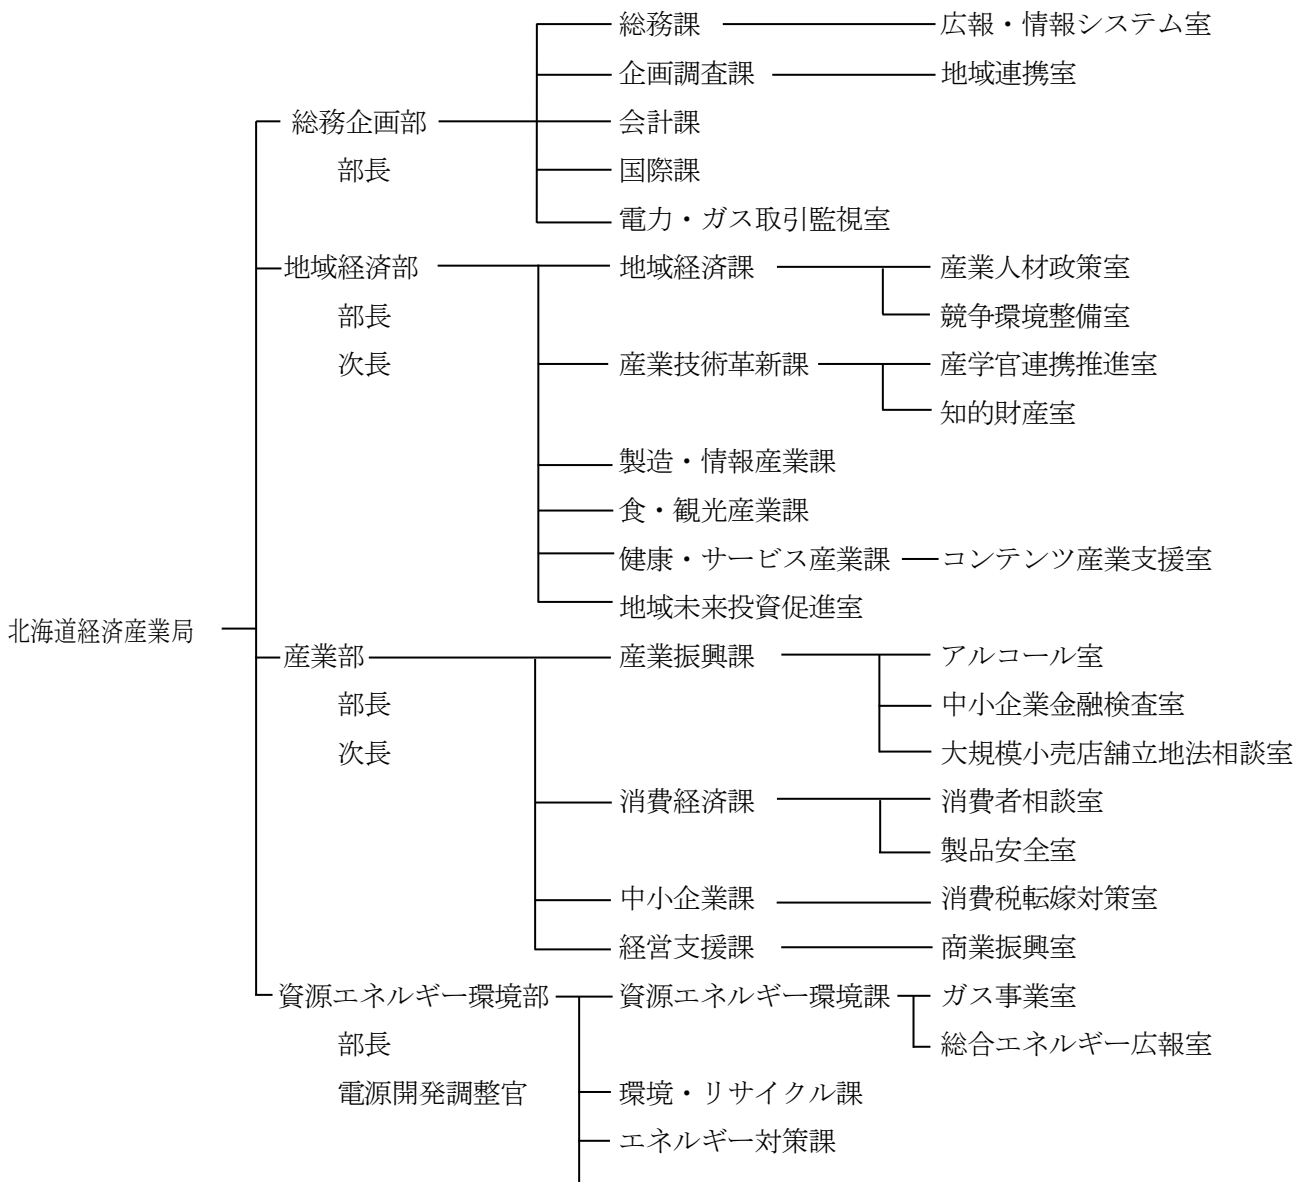 総務課 広報・情報システム室
企画調査課 地域連携室
総務企画部 会計課
部長 国際課
電力・ガス取引監視室
地域経済部 地域経済課 産業人材政策室
部長 競争環境整備室
次長 産業技術革新課 産学官連携推進室
知的財産室
製造・情報産業課
食・観光産業課
健康・サービス産業課 コンテンツ産業支援室
地域未来投資促進室
北海道経済産業局
産業部 産業振興課 アルコール室
部長 中小企業金融検査室
次長 大規模小売店舗立地法相談室
消費経済課 消費者相談室
製品安全室
中小企業課 消費税転嫁対策室
経営支援課 商業振興室
資源エネルギー環境部 資源エネルギー環境課 ガス事業室
部長 総合エネルギー広報室
電源開発調整官 環境・リサイクル課
エネルギー対策課